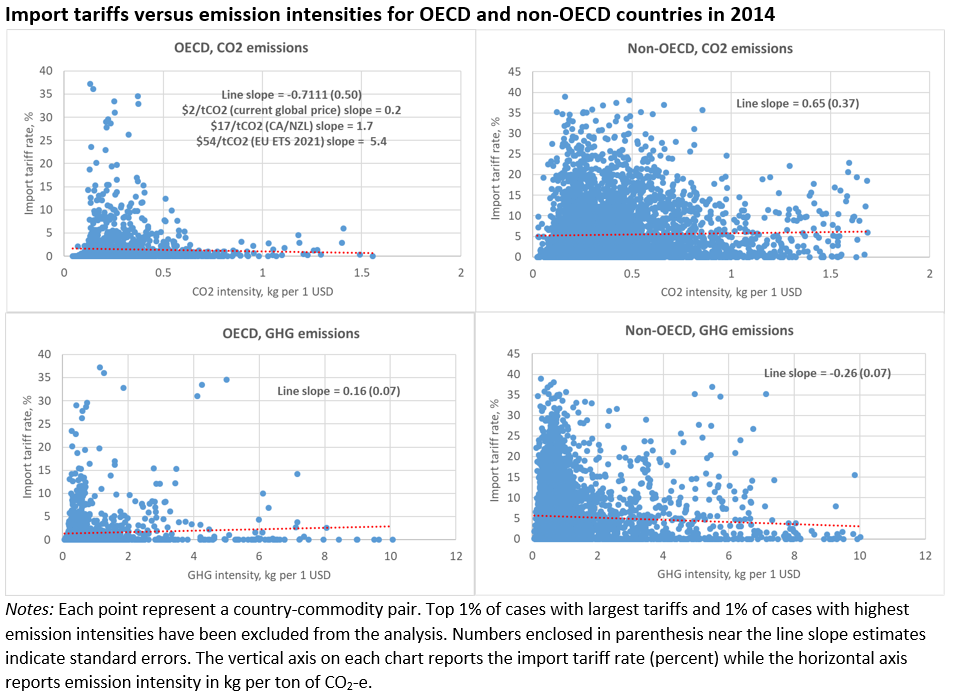 Import tariffs versus emission intensities for OECD and non-OECD countries in 2014
OECD, CO2 emissions
Line slope = -0.7111 (0.50)
$2/tCO2 (current global price) slope = 0.2
$17/tCO2 (CA/NZL) slope = 1.7
$54/tCO2 (EU ETS 2021) slope = 5.4
Import tariff rate, %
40
35
30
25
20
15
10
5
0
0 0.5 1 1.5 2
CO2 intensity, kg per 1 USD
Non-OECD, CO2 emissions
Line slope = 0.65 (0.37)
Import tariff rate, %
45
40
35
30
25
20
15
10
5
0
0 0.5 1 1.5 2
CO2 intensity, kg per 1 USD
OECD, GHG emissions
Line slope = 0.16 (0.07)
Import tariff rate, %
40
35
30
25
20
15
10
5
0
0 2 4 6 8 10 12
GHG intensity, kg per 1 USD
Non-OECD, GHG emissions
Line slope = -0.26 (0.07)
Import tariff rate, %
45
40
35
30
25
20
15
10
5
0
0 2 4 6 8 10 12
GHG intensity, kg per 1 USD
Notes: Each point represent a country-commodity pair. Top 1% of cases with largest tariffs and 1% of cases with highest
emission intensities have been excluded from the analysis. Numbers enclosed in parenthesis near the line slope estimates
indicate standard errors. The vertical axis on each chart reports the import tariff rate (percent) while the horizontal axis
reports emission intensity in kg per ton of CO₂-e.